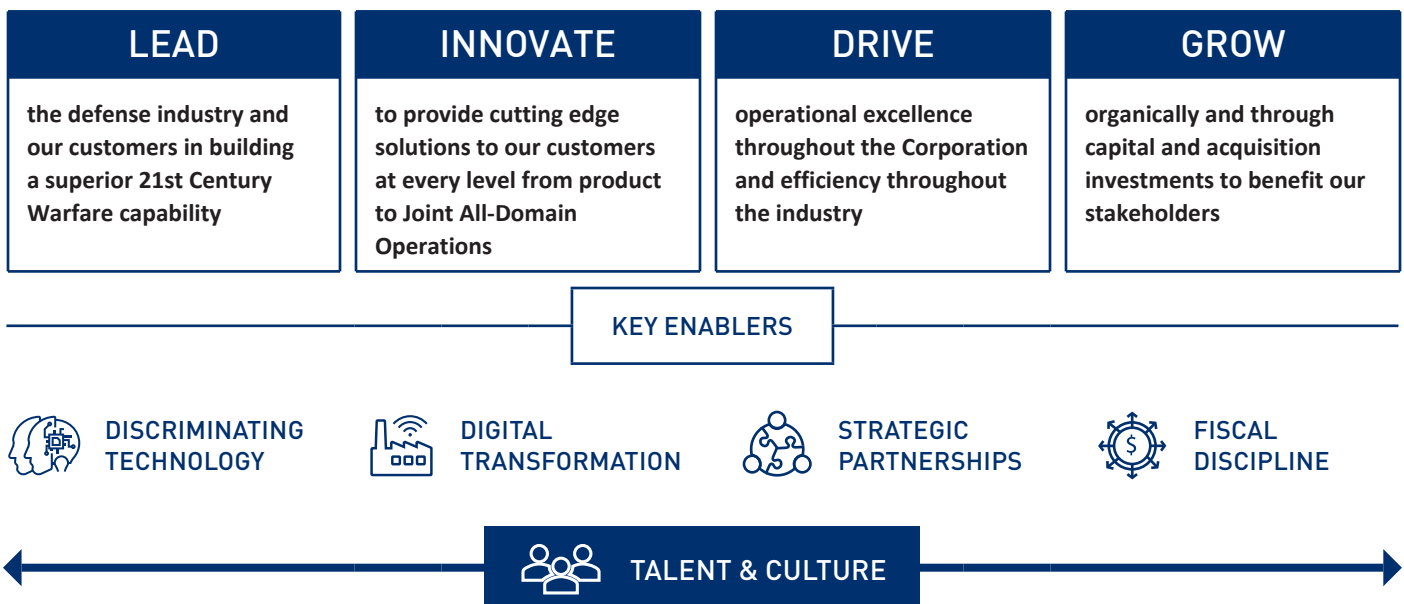 LEAD
the defense industry and
our customers in building
a superior 21st Century
Warfare capability
INNOVATE
to provide cutting edge
solutions to our customers
at every level from product
to Joint All-Domain
Operations
DRIVE
operational excellence
throughout the Corporation
and efficiency throughout
the industry
GROW
organically and through
capital and acquisition
investments to benefit our
stakeholders
KEY ENABLERS
DISCRIMINATING
TECHNOLOGY
DIGITAL
TRANSFORMATION
STRATEGIC
PARTNERSHIPS
$
FISCAL
DISCIPLINE
TALENT & CULTURE